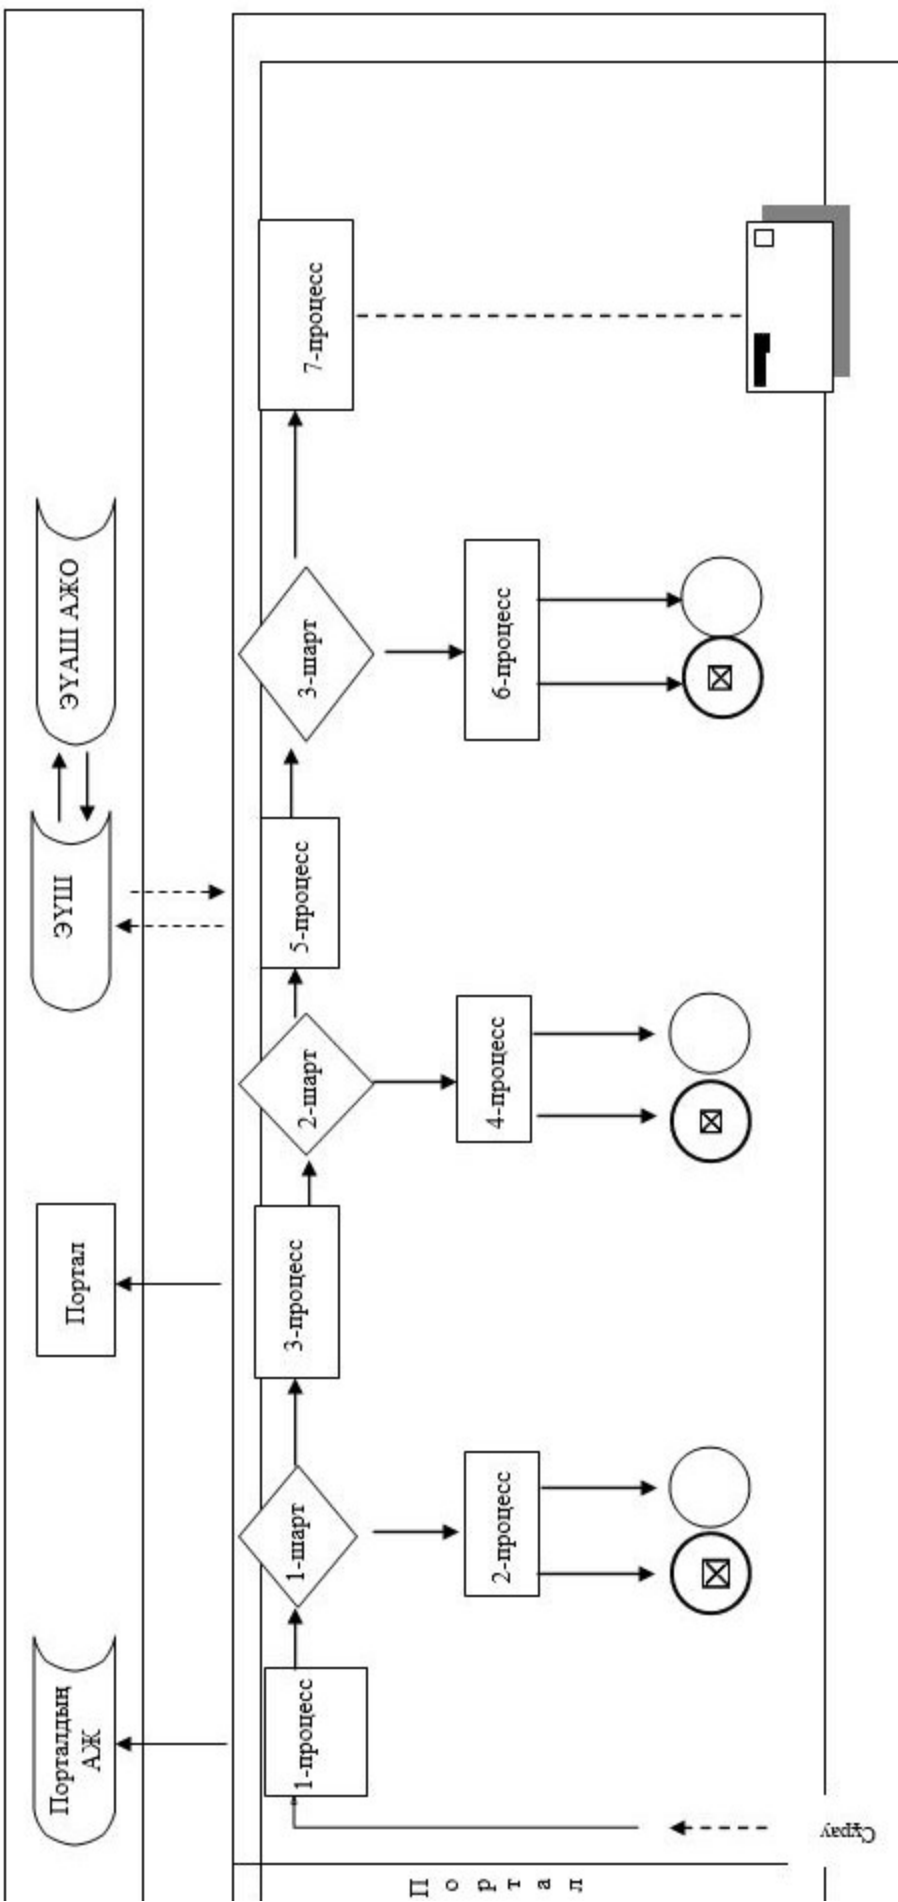 Порталдың
АЖ
Портал
ЭҮШ
ЭҮАШ АЖО
1-процесс
1-шарт
3-процесс
2-шарт
5-процесс
3-шарт
7-процесс
2-процесс
4-процесс
6-процесс
Портал
Сұрау